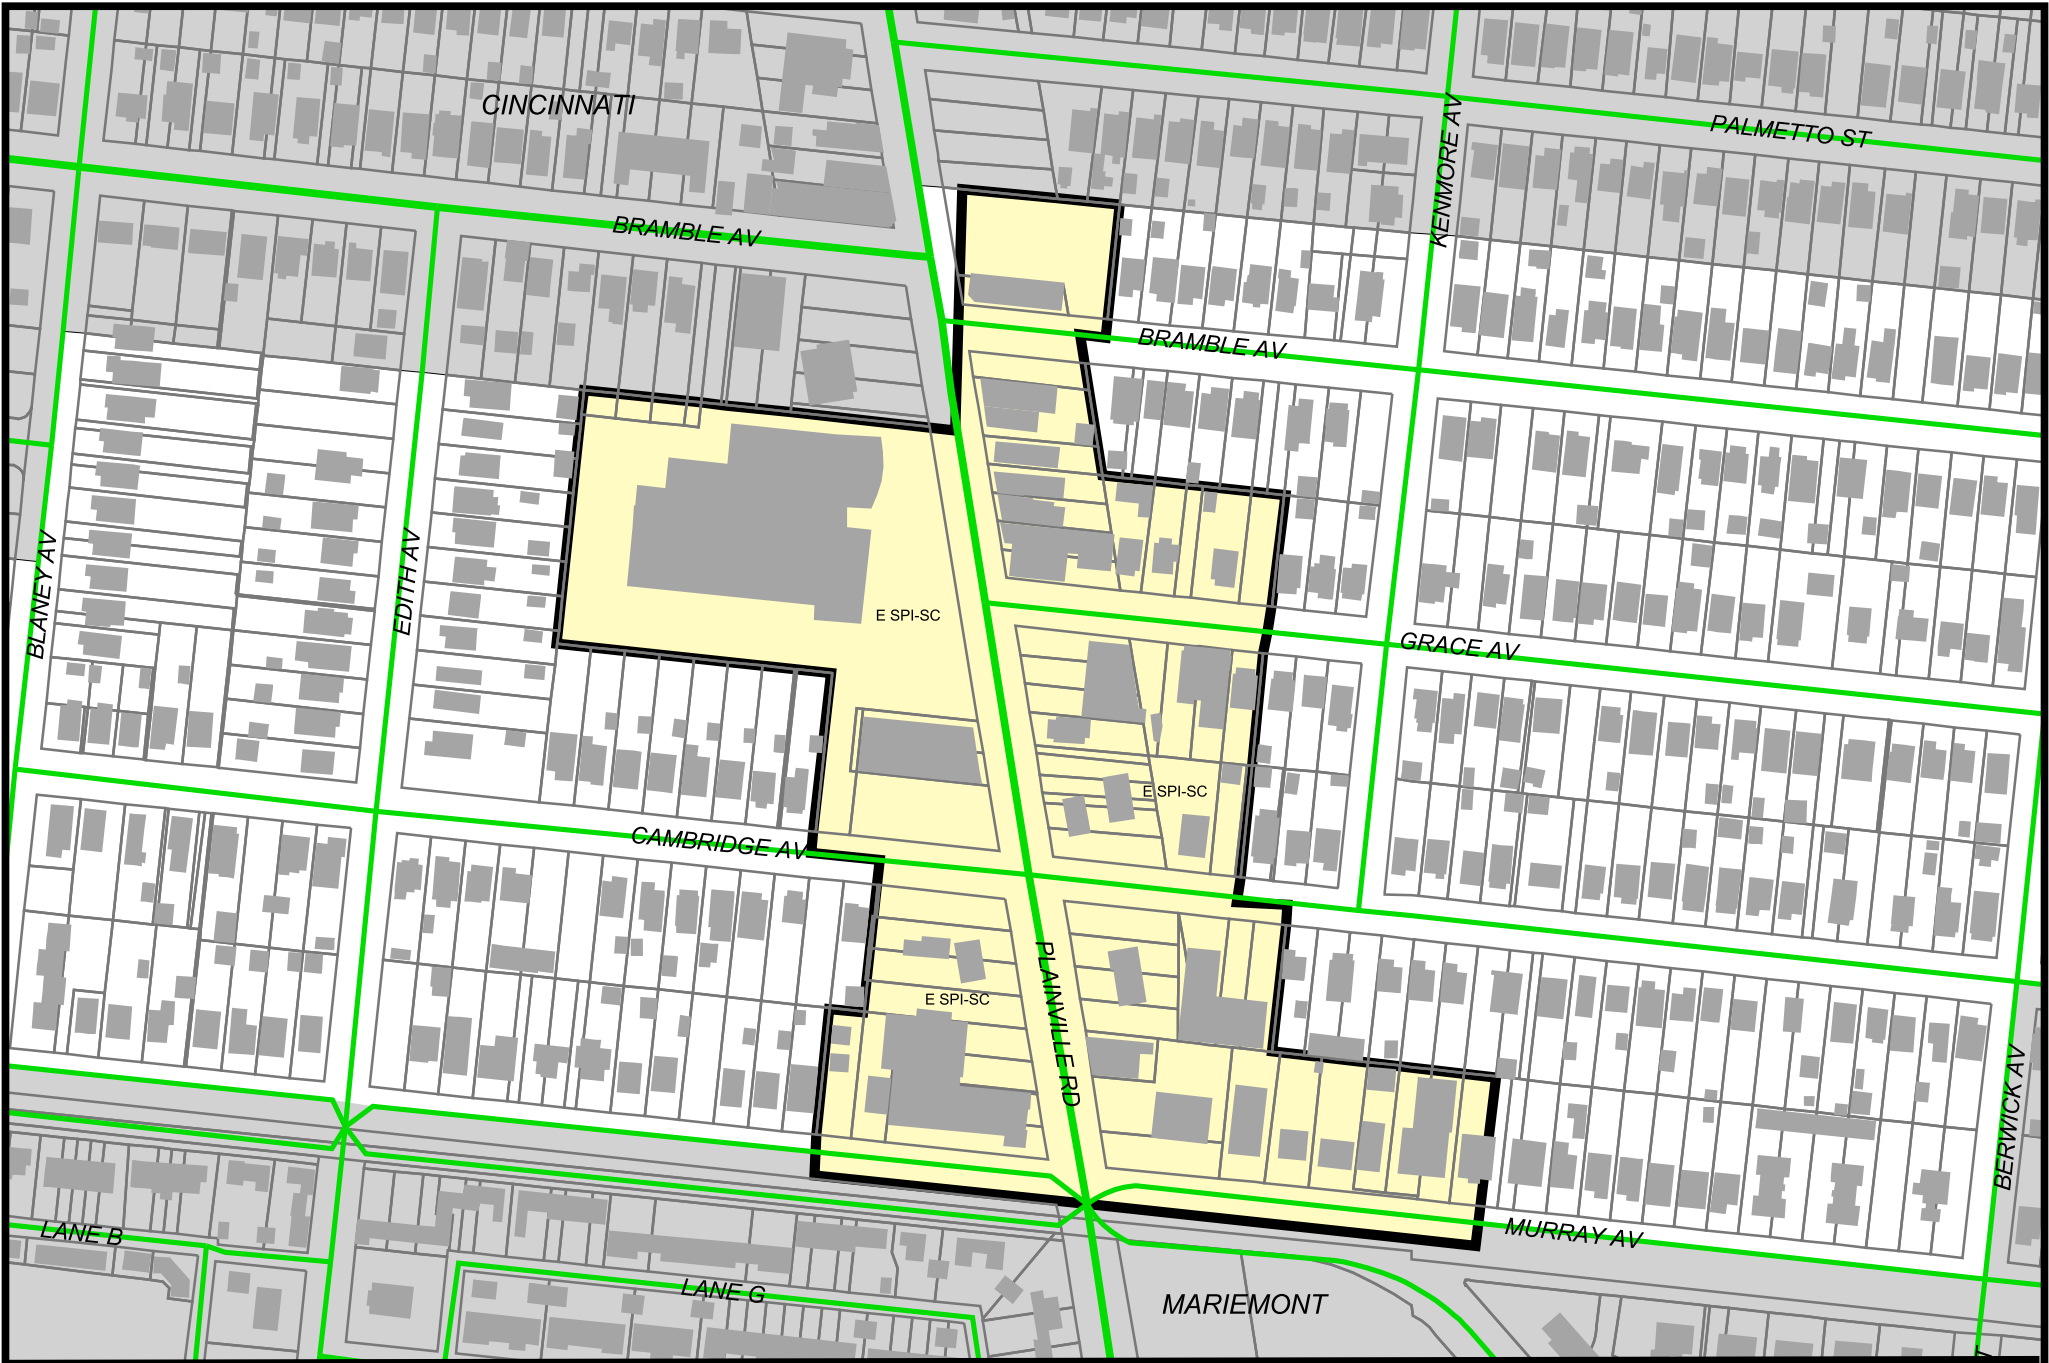 CINCINNATI
PALMETTO ST
KENMORE AV
BRAMBLE AV
BRAMBLE AV
BLANEY AV
EDITH AV
E SPI-SC
GRACE AV
E SPI-SC
CAMBRIDGE AV
E SPI-SC
PLAINVILLE RD
BERWICK AV
LANE B
MURRAY AV
LANE G
MARIEMONT